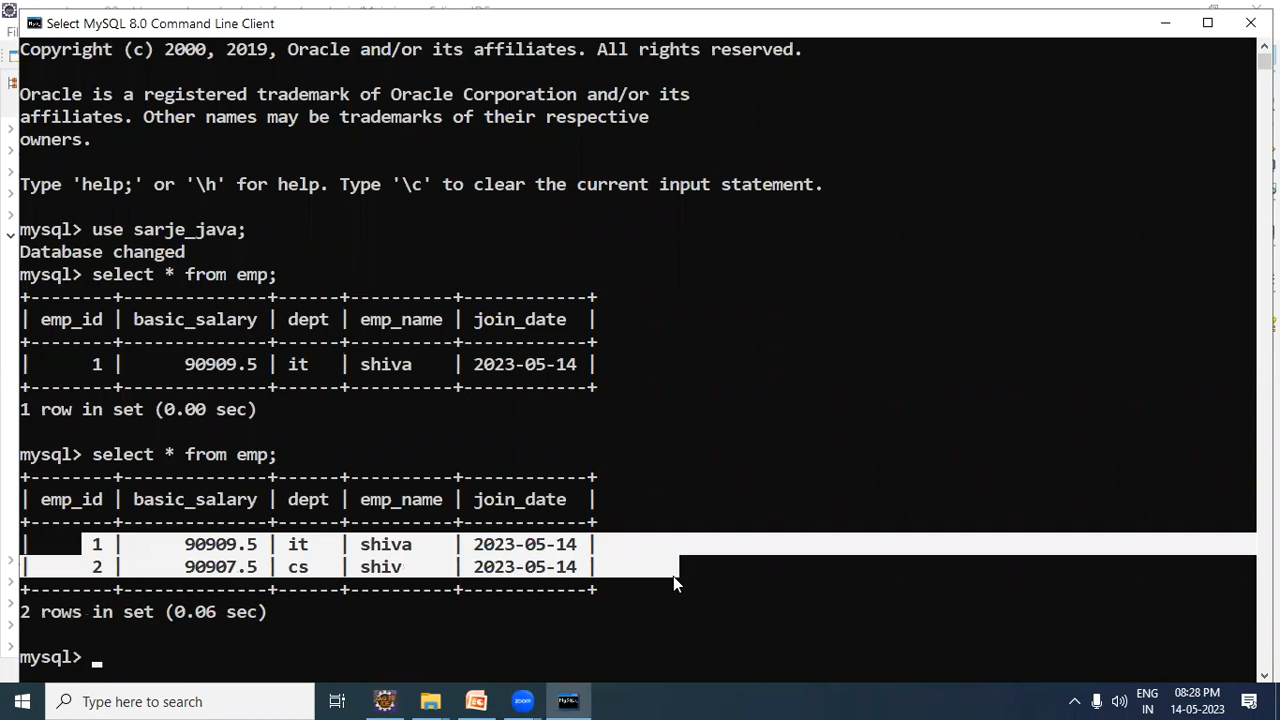 Select MySQL 8.0 Command Line Client
Copyright (c) 2000, 2019, Oracle and/or its affiliates. All rights reserved.
Oracle is a registered trademark of Oracle Corporation and/or its
affiliates. Other names may be trademarks of their respective
owners.
Type 'help;' or '\h' for help. Type '\c' to clear the current input statement.
mysql> use sarje_java;
Database changed
mysql> select * from emp;
+--------+--------------+------+----------+------------+
| emp_id | basic_salary | dept | emp_name | join_date  |
+--------+--------------+------+----------+------------+
|      1 |      90909.5 | it   | shiva    | 2023-05-14 |
+--------+--------------+------+----------+------------+
1 row in set (0.00 sec)
mysql> select * from emp;
+--------+--------------+------+----------+------------+
| emp_id | basic_salary | dept | emp_name | join_date  |
+--------+--------------+------+----------+------------+
|      1 |      90909.5 | it   | shiva    | 2023-05-14 |
|      2 |      90907.5 | cs   | shiv     | 2023-05-14 |
+--------+--------------+------+----------+------------+
2 rows in set (0.06 sec)
mysql>
Type here to search
zoom
ENG
IN
08:28 PM
14-05-2023